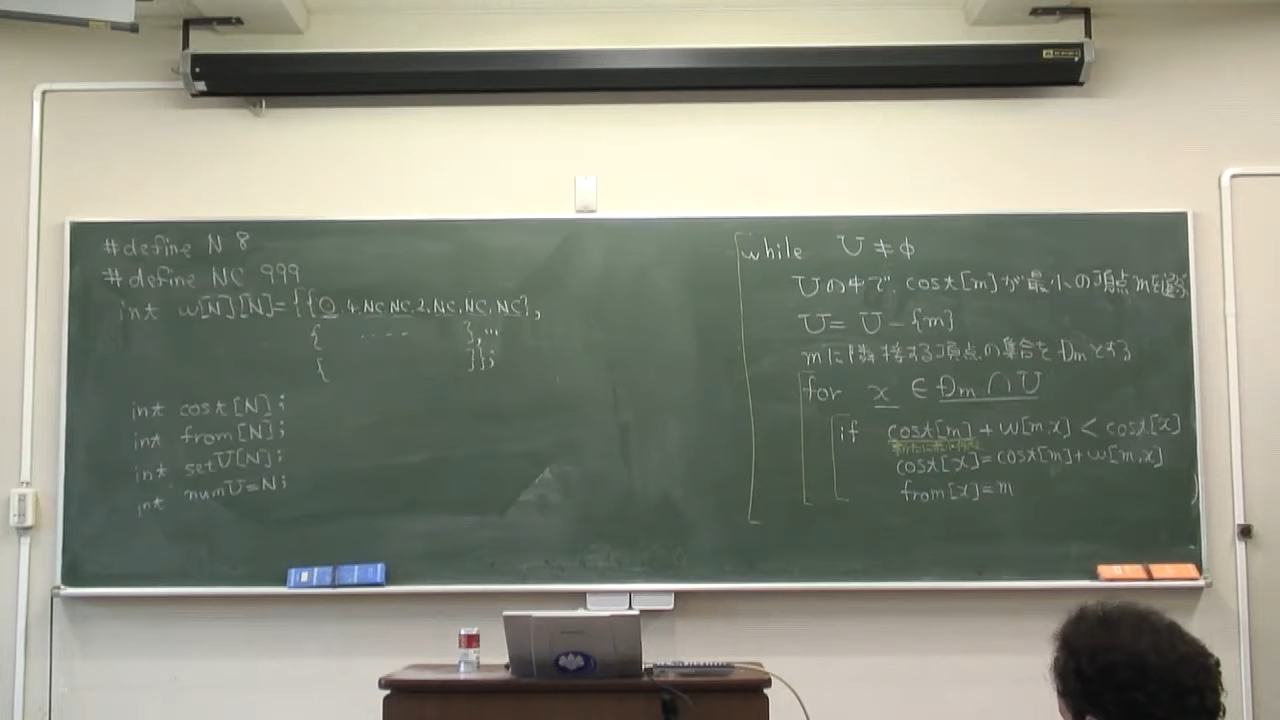 #define N 8
#define NC 999
int w[N][N]={{0,4,NC,NC,2,NC,NC,NC},
{ ..... },...
{ }};
int cost[N];
int from[N];
int setU[N];
int numU=N;
while U≠φ
Uの中で、cost[m]が最小の頂点mを選ぶ
U= U-{m}
mに隣接する頂点の集合をDmとする
for x ∈ Dm∩U
if cost[m]+w[m,x]<cost[x]
cost[x]=cost[m]+w[m,x]
from[x]=m